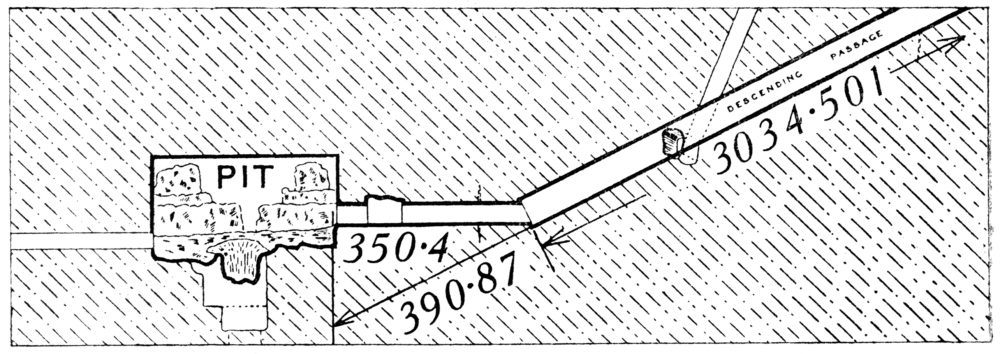 DESCENDING PASSAGE
3034·501
PIT
350·4
390·87